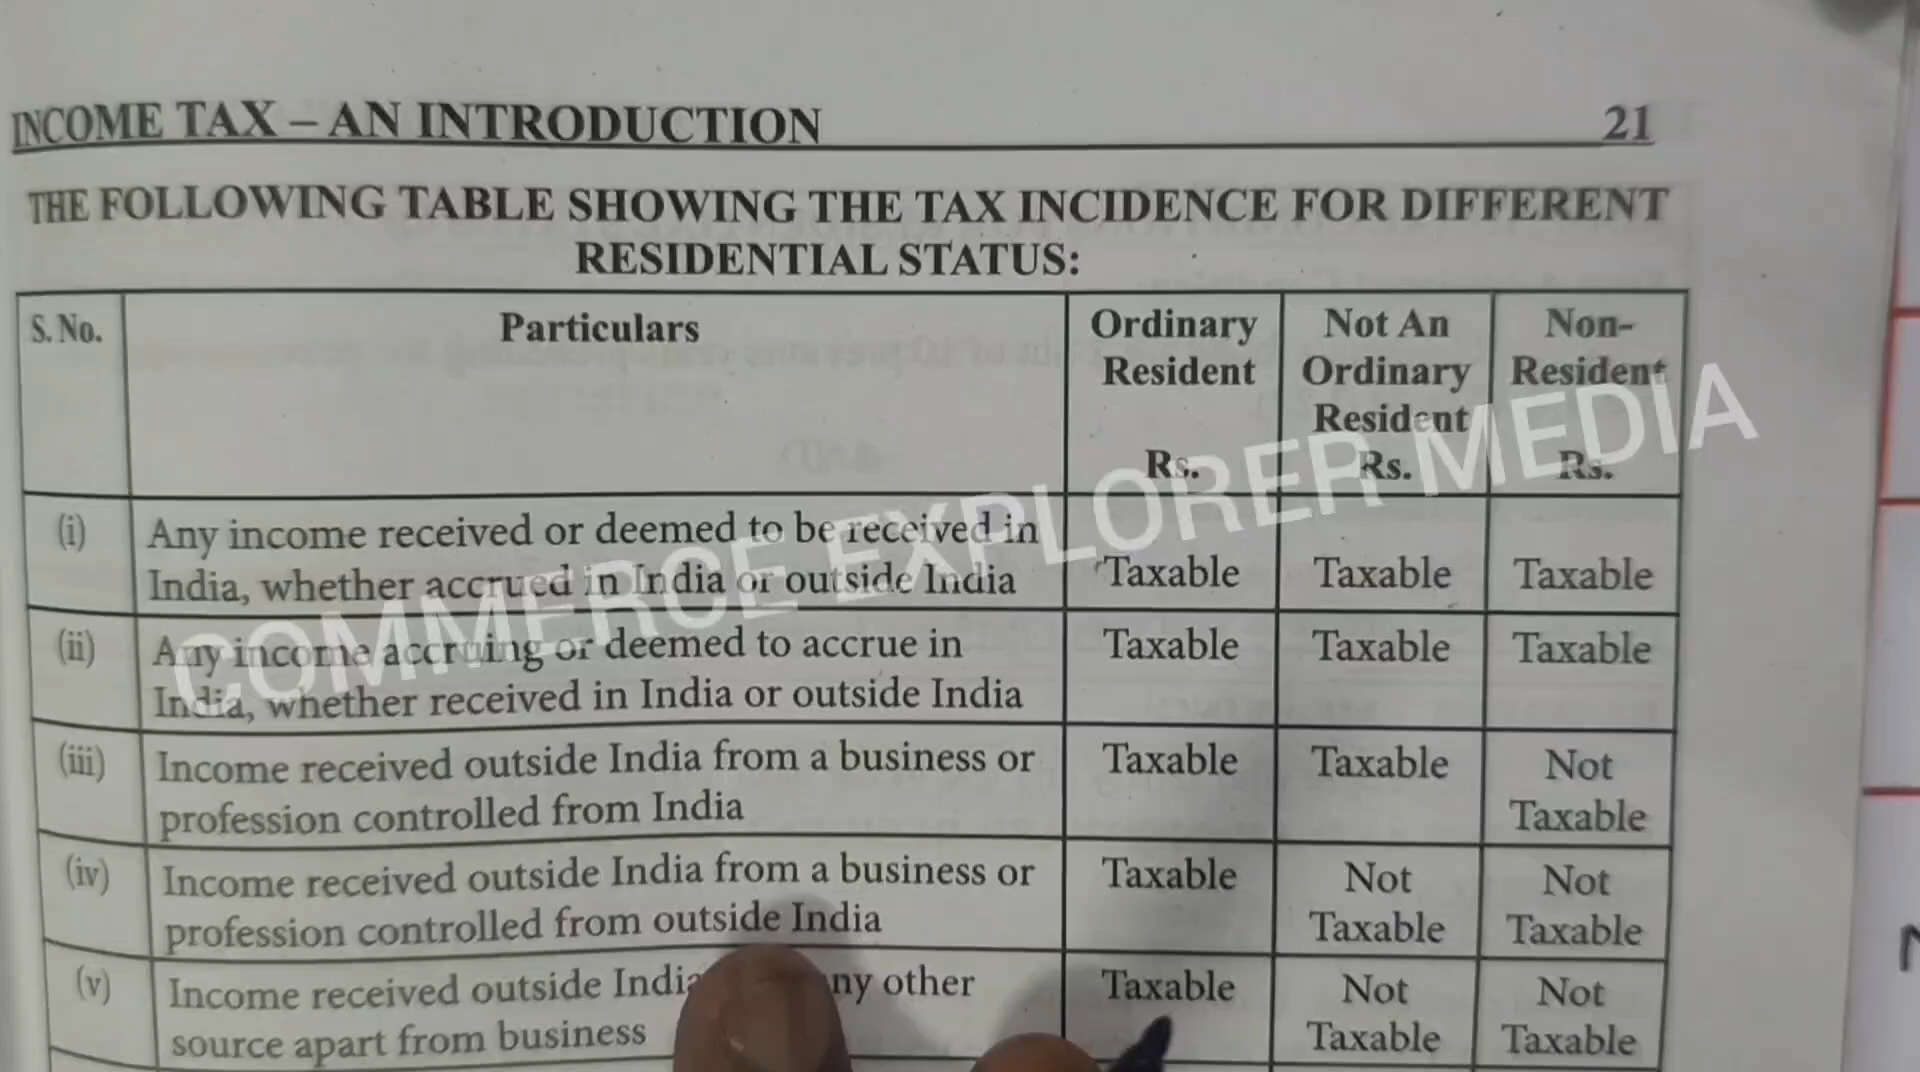 INCOME TAX – AN INTRODUCTION 21
THE FOLLOWING TABLE SHOWING THE TAX INCIDENCE FOR DIFFERENT
RESIDENTIAL STATUS:
S. No. Particulars Ordinary Resident Rs. Not An Ordinary Resident Rs. Non-Resident Rs.
(i) Any income received or deemed to be received in
India, whether accrued in India or outside India Taxable Taxable Taxable
(ii) Any income accruing or deemed to accrue in Taxable Taxable Taxable
India, whether received in India or outside India
(iii) Income received outside India from a business or Taxable Taxable Not
profession controlled from India Taxable
(iv) Income received outside India from a business or Taxable Not Not
profession controlled from outside India Taxable Taxable
(v) Income received outside other Taxable Not Not
source apart from business Taxable Taxable
COMMERCE EXPLORER MEDIA